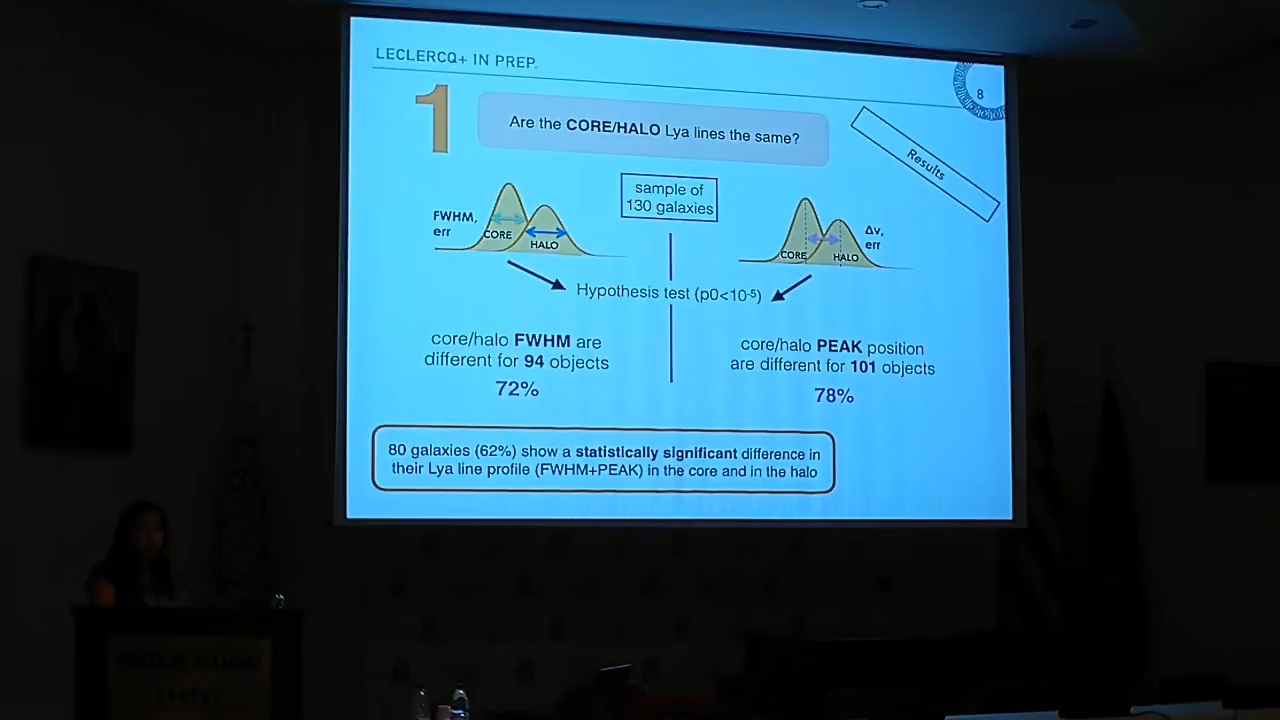 LECLERCQ+ IN PREP.
8
1
Are the CORE/HALO Lya lines the same?
Results
sample of
130 galaxies
FWHM,
err
CORE
HALO
CORE
HALO
Δv,
err
Hypothesis test (p0<10⁻⁵)
core/halo FWHM are
different for 94 objects
72%
core/halo PEAK position
are different for 101 objects
78%
80 galaxies (62%) show a statistically significant difference in
their Lya line profile (FWHM+PEAK) in the core and in the halo